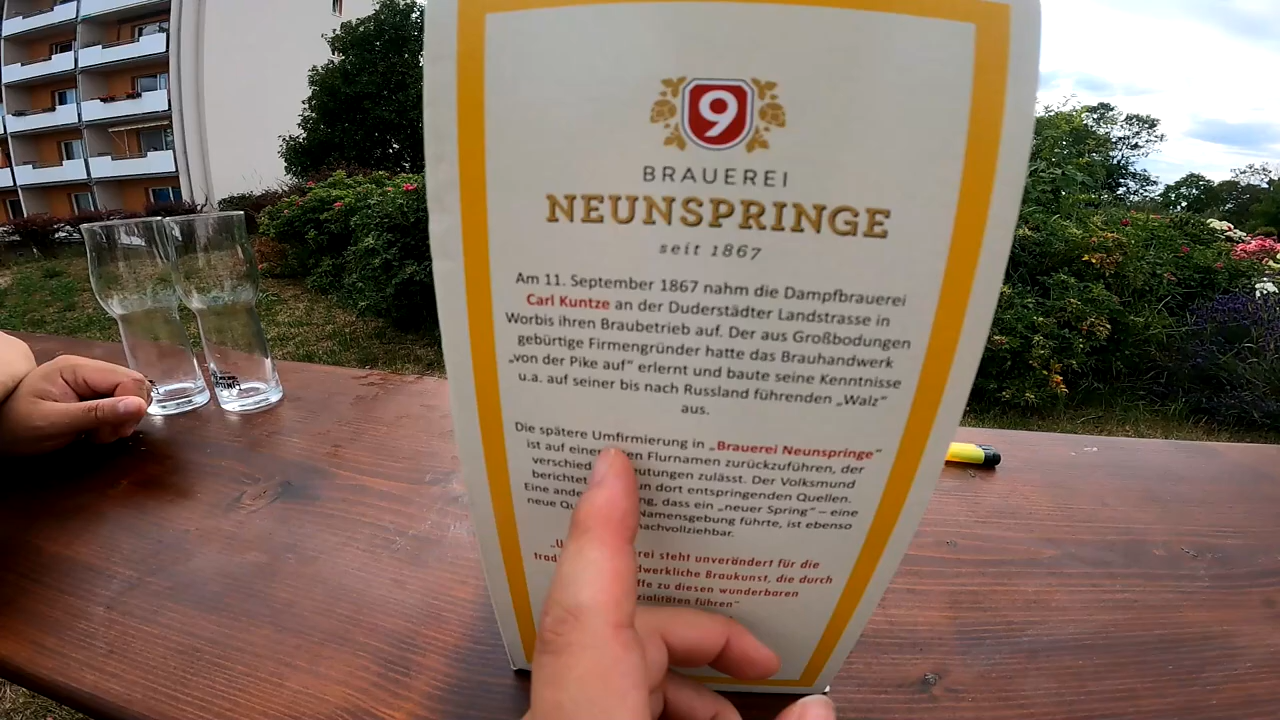 9
BRAUEREI
NEUNSPRINGE
seit 1867
Am 11. September 1867 nahm die Dampfbrauerei
Carl Kuntze an der Duderstädter Landstrasse in
Worbis ihren Braubetrieb auf. Der aus Großbodungen
gebürtige Firmengründer hatte das Brauhandwerk
„von der Pike auf“ erlernt und baute seine Kenntnisse
u.a. auf seiner bis nach Russland führenden „Walz“
aus.
Die spätere Umfirmierung in „Brauerei Neunspringe“
ist auf einen Flurnamen zurückzuführen, der
zulässt. Der Volksmund
berichtet dort entspringenden Quellen.
Eine dass ein „neuer Spring“ – eine
neue Namensgebung führte, ist ebenso
nachvollziehbar.
steht unverändert für die
Braukunst, die durch
zu diesen wunderbaren
führen“